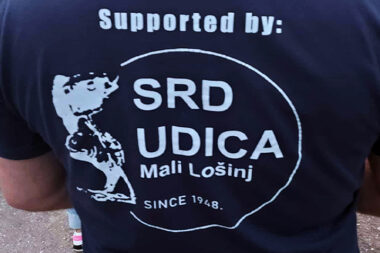 Supported by:
SRD
UDICA
Mali Lošinj
SINCE 1948.